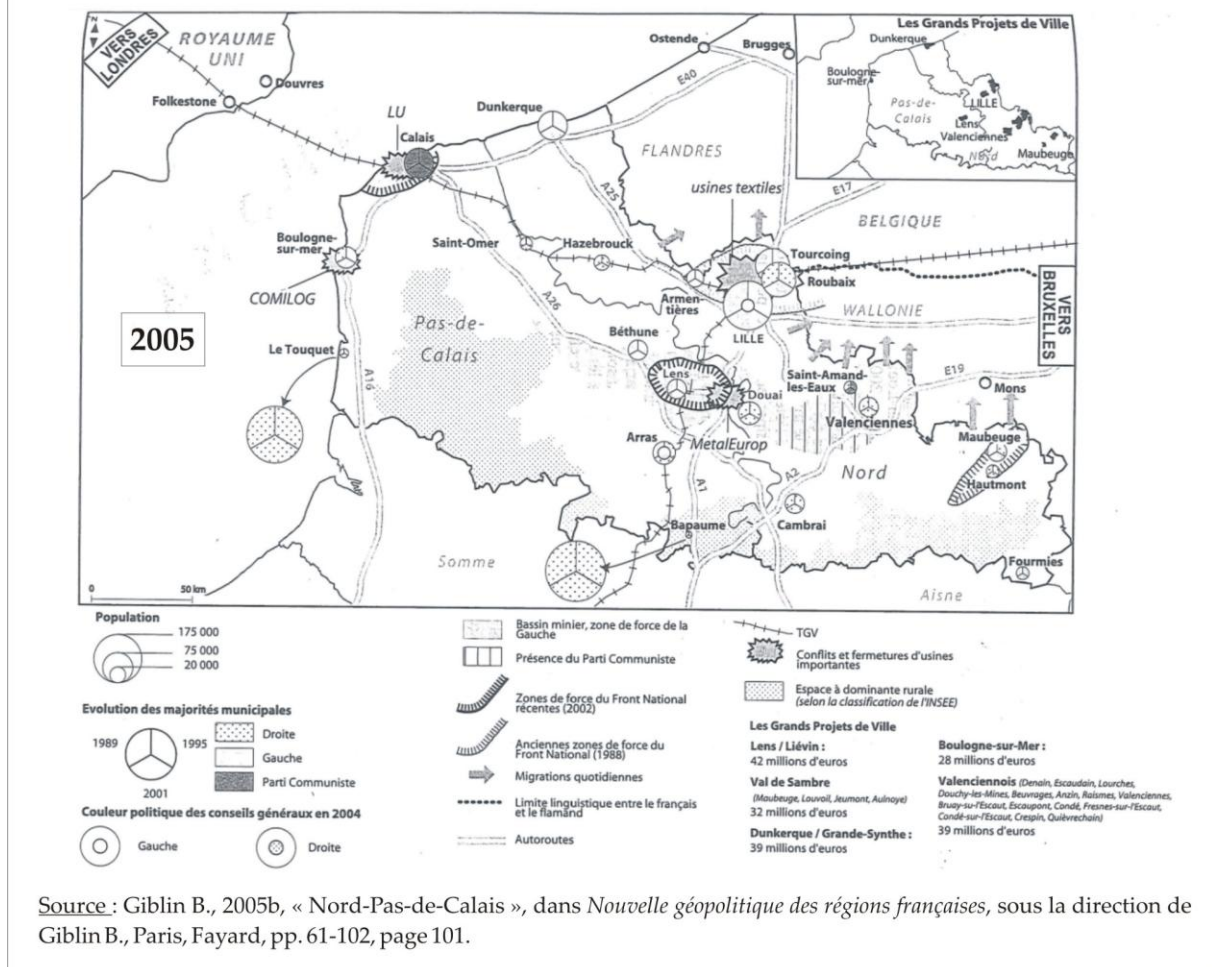 N
VERS
LONDRES
ROYAUME
UNI
Douvres
Folkestone
LU
Calais
Dunkerque
Ostende
Brugges
E40
FLANDRES
A25
usines textiles
E17
BELGIQUE
Les Grands Projets de Ville
Dunkerque
Boulogne-
sur-mer
Pas-de-
Calais
LILLE
Lens
Valenciennes
Nord
Maubeuge
Boulogne-
sur-mer
Saint-Omer
Hazebrouck
Tourcoing
Roubaix
COMILOG
Armen-
tières
WALLONIE
VERS
BRUXELLES
2005
A26
Pas-de-
Calais
Béthune
LILLE
Le Touquet
A16
Lens
Douai
Saint-Amand-
les-Eaux
E19
Mons
Valenciennes
Arras
MetalEurop
Maubeuge
Nord
Hautmont
A1
A2
Bapaume
Cambrai
Somme
Fourmies
Aisne
0
50 km
Population
175 000
75 000
20 000
Evolution des majorités municipales
1989
1995
2001
Droite
Gauche
Parti Communiste
Couleur politique des conseils généraux en 2004
Gauche
Droite
Bassin minier, zone de force de la
Gauche
Présence du Parti Communiste
Zones de force du Front National
récentes (2002)
Anciennes zones de force du
Front National (1988)
Migrations quotidiennes
Limite linguistique entre le français
et le flamand
Autoroutes
TGV
Conflits et fermetures d'usines
importantes
Espace à dominante rurale
(selon la classification de l'INSEE)
Les Grands Projets de Ville
Lens / Liévin :
42 millions d'euros
Val de Sambre
(Maubeuge, Louvoil, Jeumont, Aulnoye)
32 millions d'euros
Dunkerque / Grande-Synthe :
39 millions d'euros
Boulogne-sur-Mer :
28 millions d'euros
Valenciennois (Denain, Escaudain, Lourches,
Douchy-les-Mines, Beuvrages, Anzin, Raismes, Valenciennes,
Bruay-su-l'Escaut, Escaupont, Condé, Fresnes-sur-l'Escaut,
Condé-sur-l'Escaut, Crespin, Quiévrechain)
39 millions d'euros
Source : Giblin B., 2005b, « Nord-Pas-de-Calais », dans Nouvelle géopolitique des régions françaises, sous la direction de
Giblin B., Paris, Fayard, pp. 61-102, page 101.